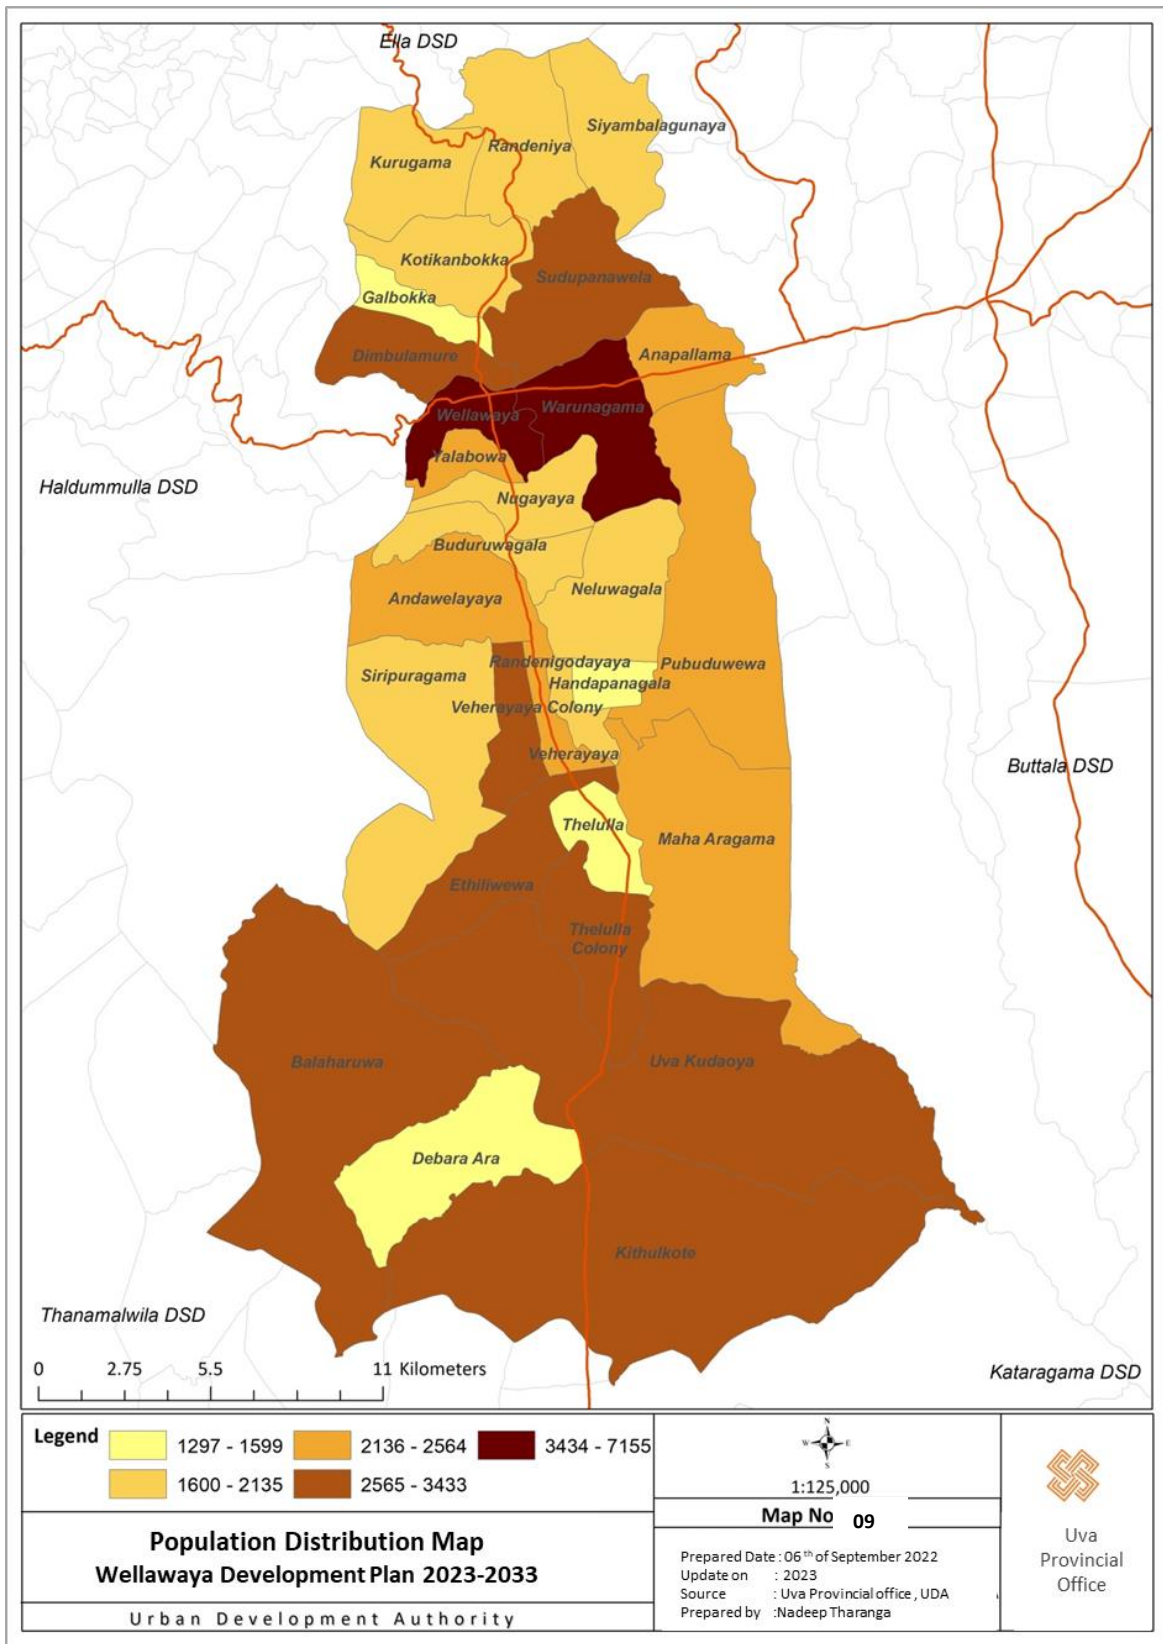 Ella DSD
Siyambalagunaya
Randeniya
Kurugama
Kotikanbokka
Sudupanawela
Galbokka
Dimbulamure
Anapallama
Wellawaya
Warunagama
Yalabowa
Haldummulla DSD
Nugayaya
Buduruwagala
Neluwagala
Andawelayaya
Randenigodayaya
Pubuduwewa
Siripuragama
Handapanagala
Veherayaya Colony
Veherayaya
Buttala DSD
Thelulla
Maha Aragama
Ethiliwewa
Thelulla
Colony
Balaharuwa
Uva Kudaoya
Debara Ara
Kithulkote
Thanamalwila DSD
Kataragama DSD
0 2.75 5.5 11 Kilometers
Legend
1297 - 1599
2136 - 2564
3434 - 7155
1600 - 2135
2565 - 3433
N
W E
S
1:125,000
Map No 09
Population Distribution Map
Wellawaya Development Plan 2023-2033
Urban Development Authority
Prepared Date : 06 th of September 2022
Update on : 2023
Source : Uva Provincial office , UDA
Prepared by :Nadeep Tharanga
Uva
Provincial
Office